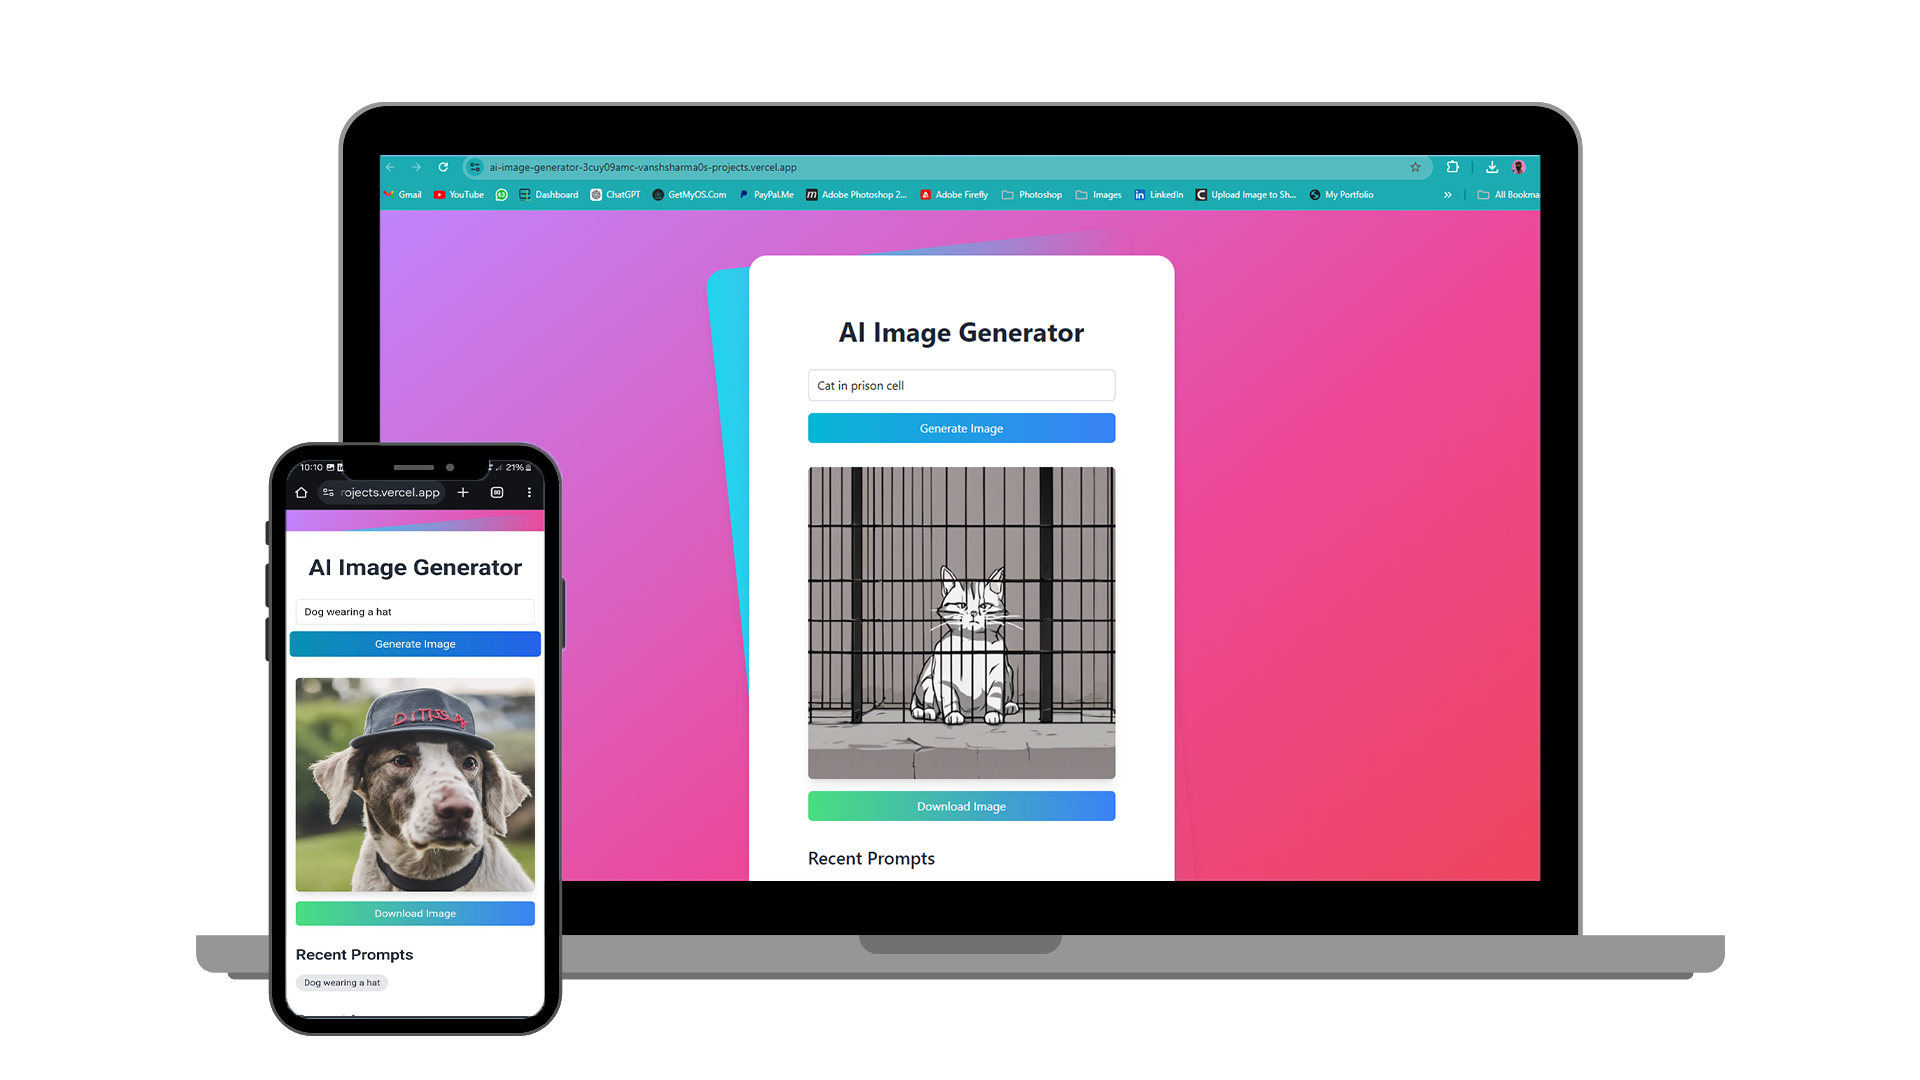 ai-image-generator-3cuy09amc-vanshsharma0s-projects.vercel.app
Gmail YouTube 63 Dashboard ChatGPT GetMyOS.Com PayPal.Me Adobe Photoshop 2... Adobe Firefly Photoshop Images LinkedIn Upload Image to Sh... My Portfolio » All Bookma
AI Image Generator
Cat in prison cell
Generate Image
Download Image
Recent Prompts
10:10 21%
rojects.vercel.app
AI Image Generator
Dog wearing a hat
Generate Image
Download Image
Recent Prompts
Dog wearing a hat